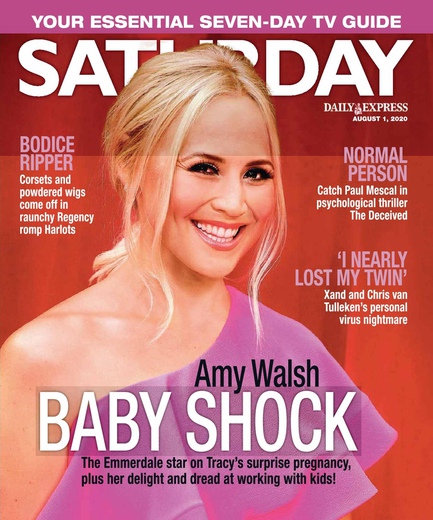 YOUR ESSENTIAL SEVEN-DAY TV GUIDE
SATURDAY
DAILY EXPRESS
AUGUST 1, 2020
BODICE
RIPPER
Corsets and
powdered wigs
come off in
raunchy Regency
romp Harlots
NORMAL
PERSON
Catch Paul Mescal in
psychological thriller
The Deceived
‘I NEARLY
LOST MY TWIN’
Xand and Chris van
Tulleken's personal
virus nightmare
Amy Walsh
BABY SHOCK
The Emmerdale star on Tracy's surprise pregnancy,
plus her delight and dread at working with kids!